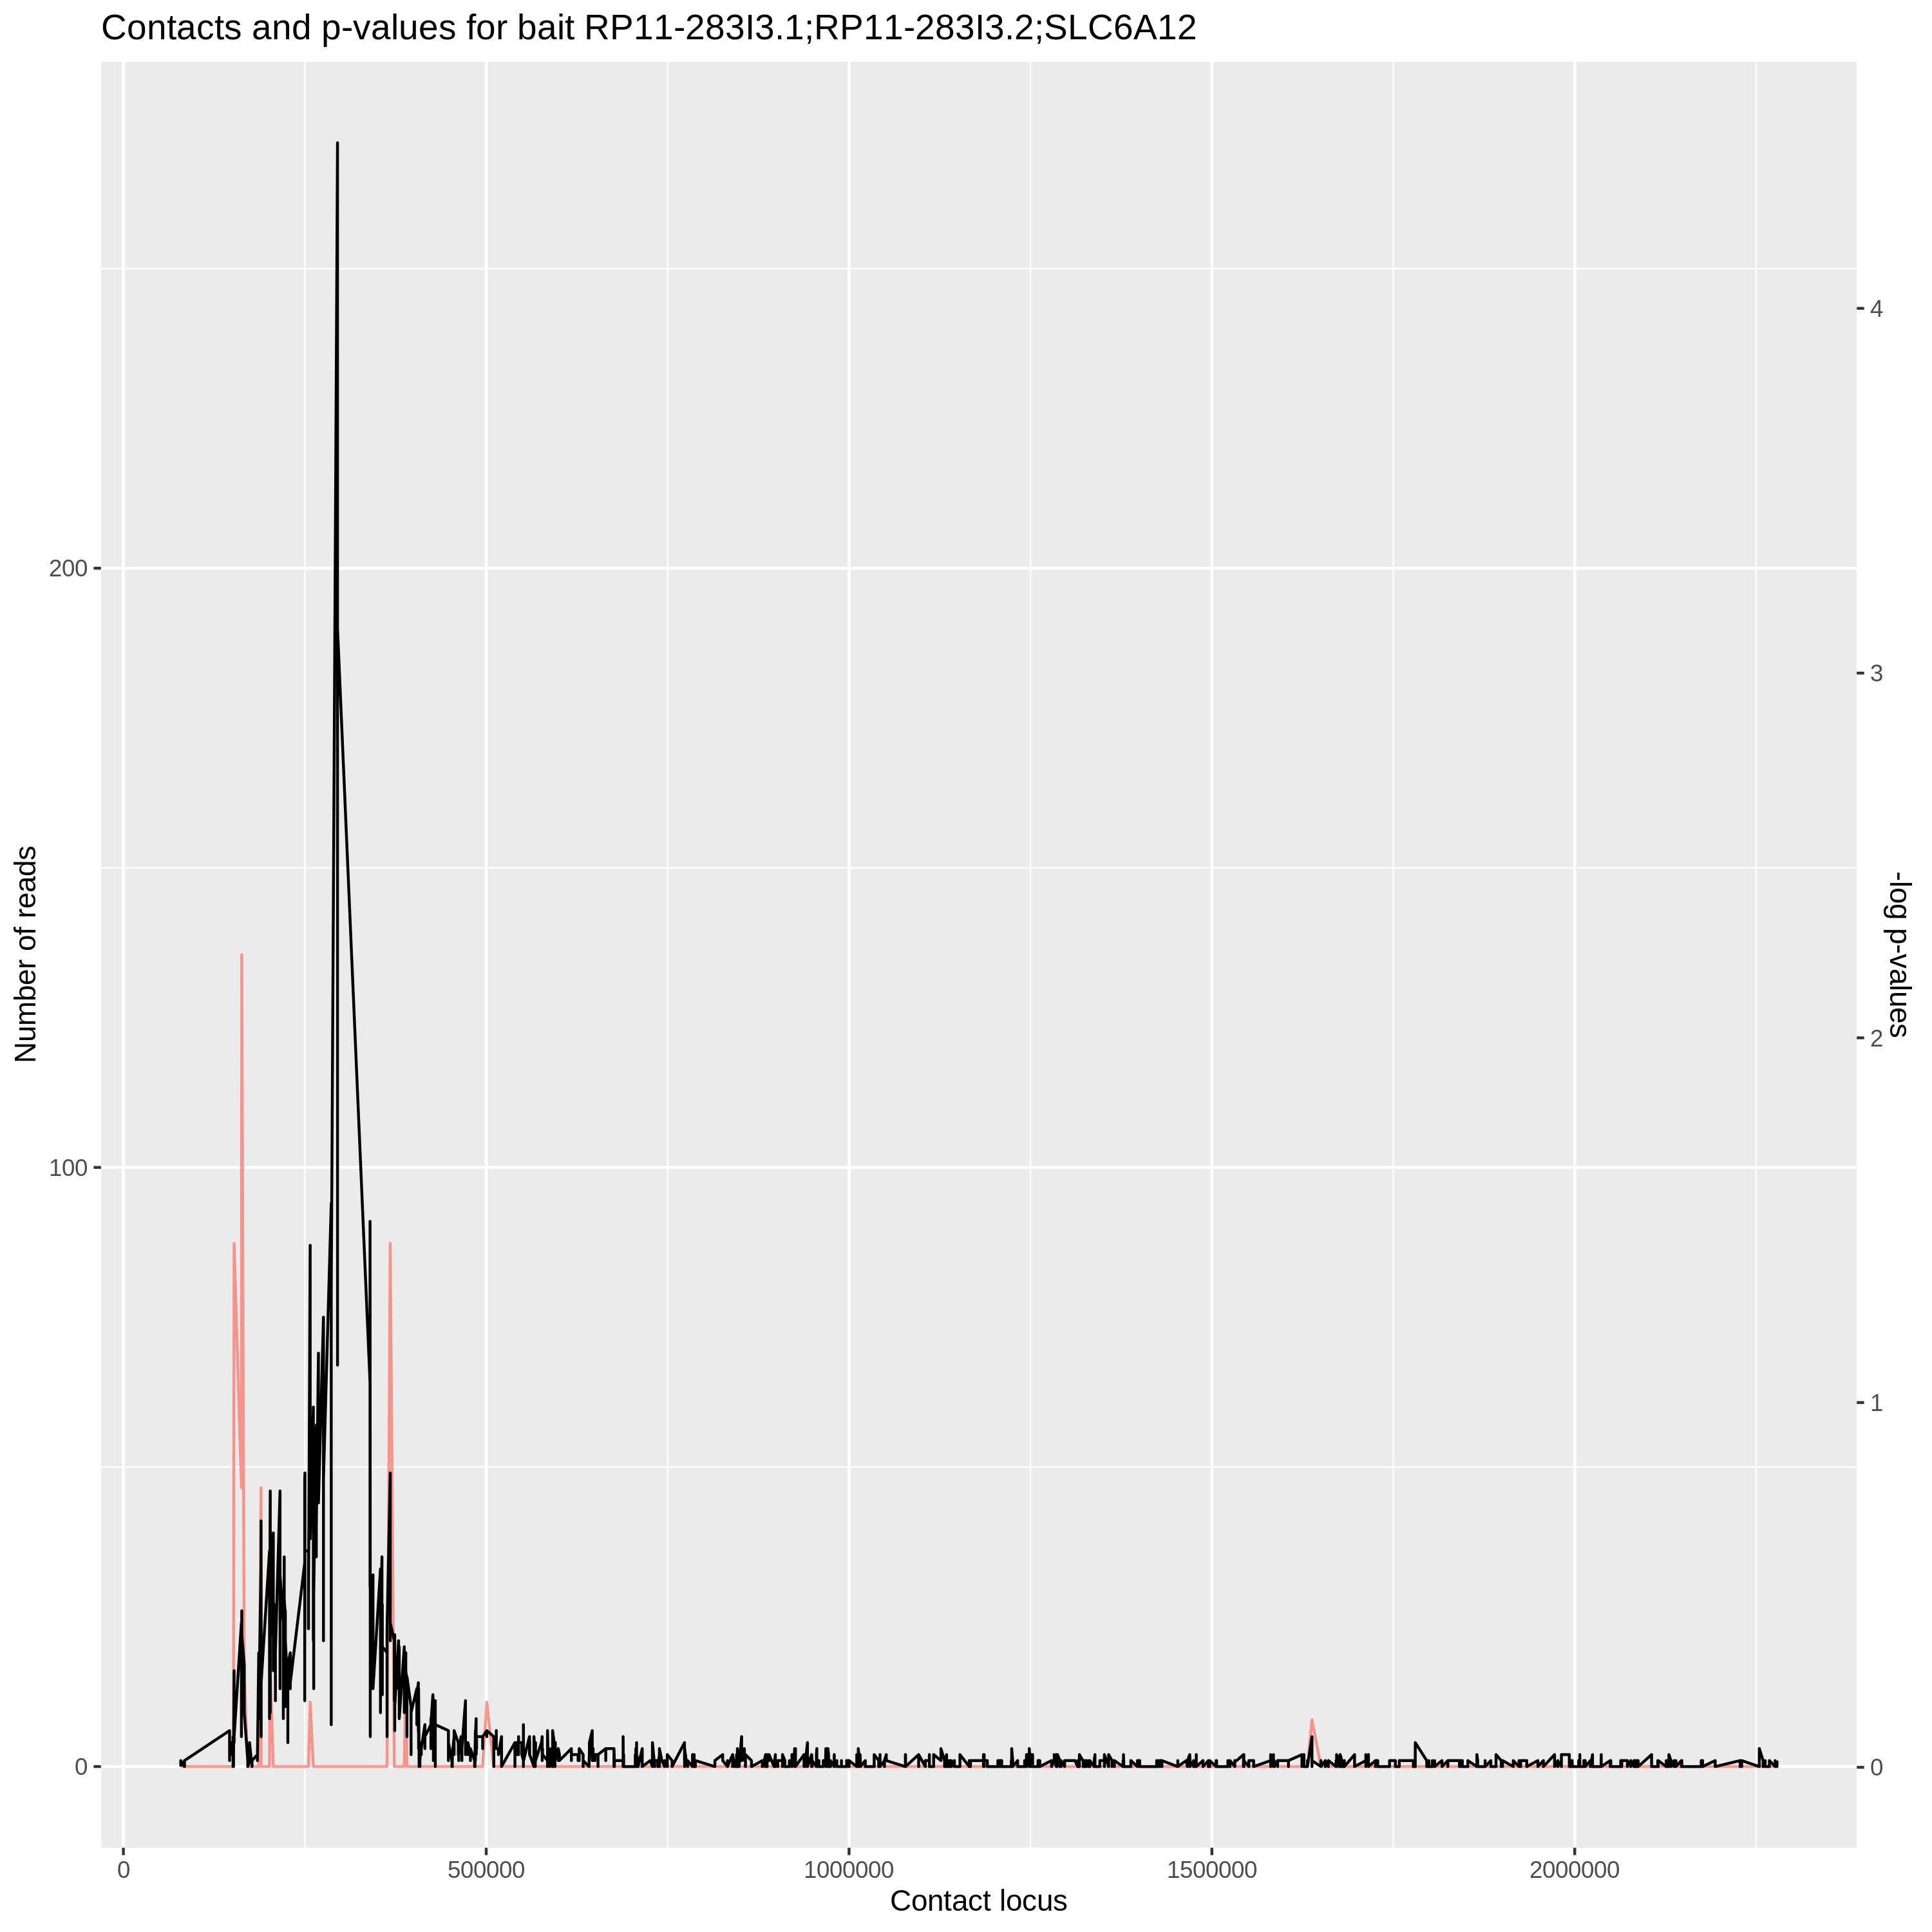 Contacts and p-values for bait RP11-283I3.1;RP11-283I3.2;SLC6A12
Number of reads
200
100
0
4
3
2
1
0
-log p-values
0 500000 1000000 1500000 2000000
Contact locus